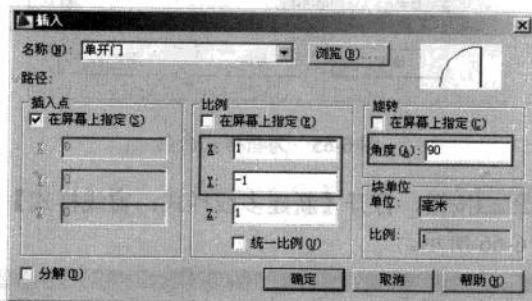 插入
名称(N): 单开门 浏览(B)...
路径:
插入点 比例 旋转
在屏幕上指定(S) 在屏幕上指定(E) 在屏幕上指定(C)
X: 0 X: 1 角度(A): 90
Y: 0 Y: -1 块单位
单位: 毫米
Z: 0 Z: 1
比例: 1
统一比例(U)
分解(D) 确定 取消 帮助(H)